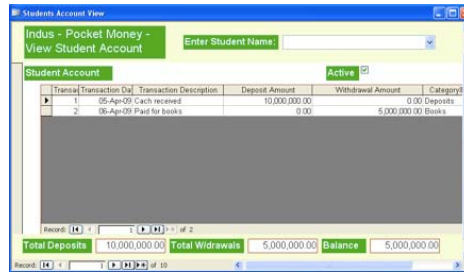 Students Account View
Indus - Pocket Money -
View Student Account
Enter Student Name:
Student Account
Active
Transac Transaction Da Transaction Description Deposit Amount Withdrawal Amount Category
1 05-Apr-09 Cach received 10,000,000.00 0.00 Deposits
2 06-Apr-09 Paid for books 0.00 5,000,000.00 Books
Record: 1 of 2
Total Deposits 10,000,000.00 Total W/drawals 5,000,000.00 Balance 5,000,000.00
Record: 1 of 10